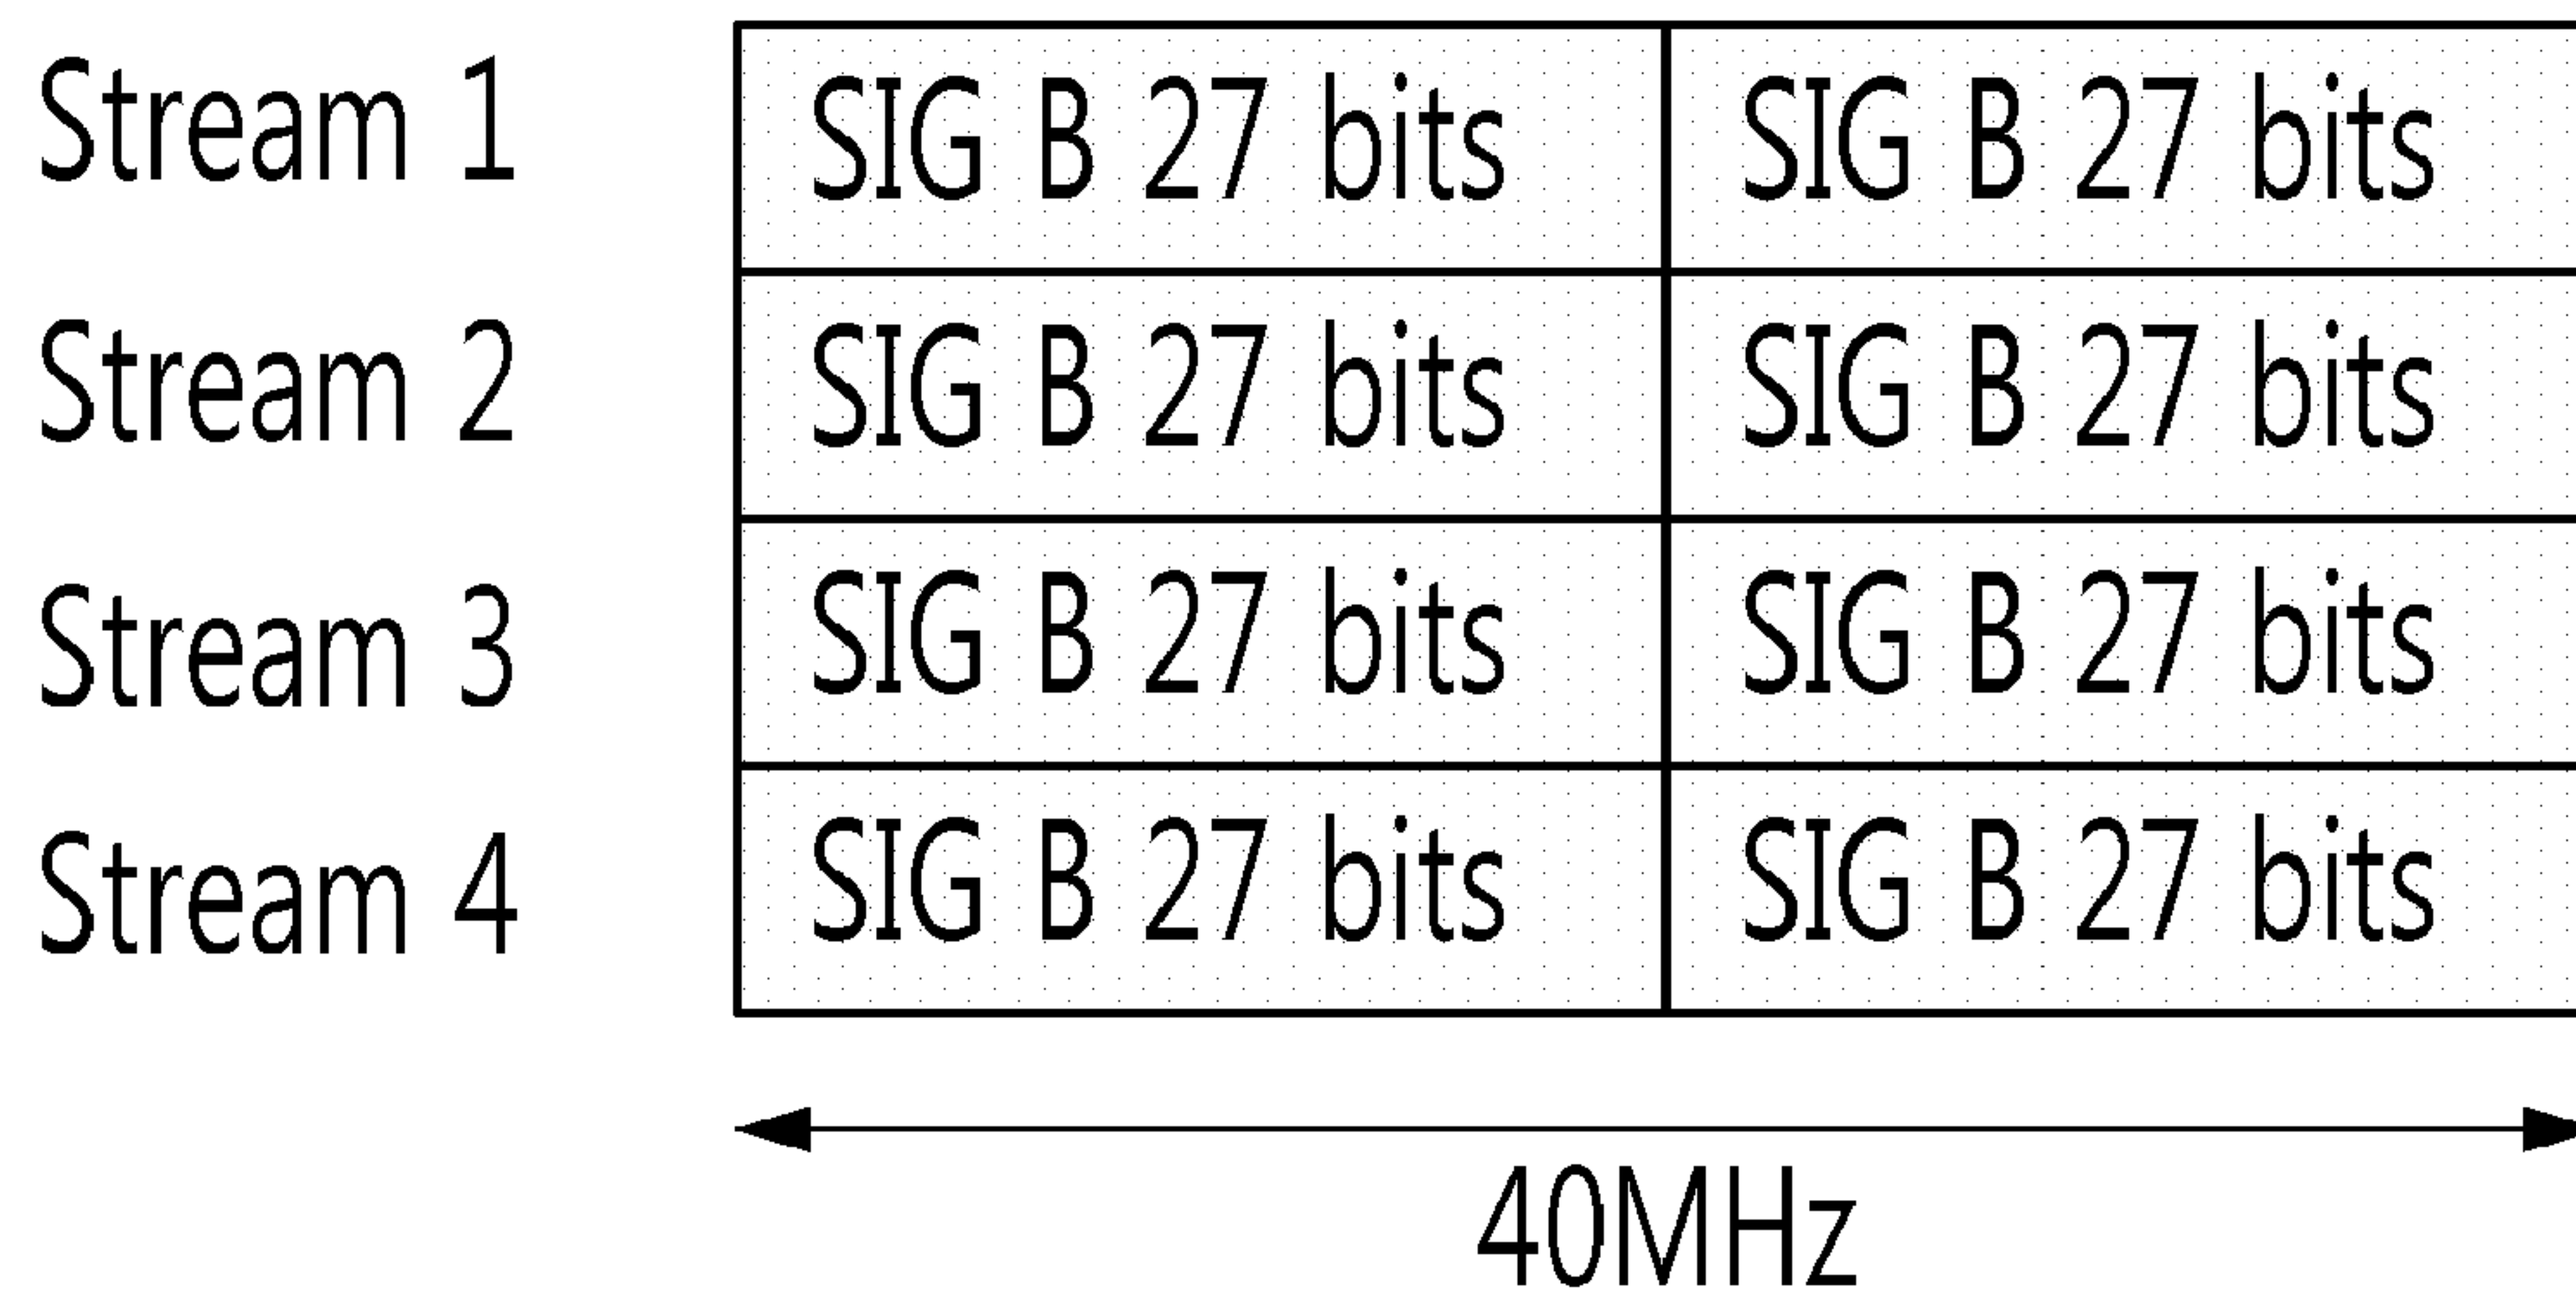 Stream 1 SIG B 27 bits SIG B 27 bits
Stream 2 SIG B 27 bits SIG B 27 bits
Stream 3 SIG B 27 bits SIG B 27 bits
Stream 4 SIG B 27 bits SIG B 27 bits
40MHz